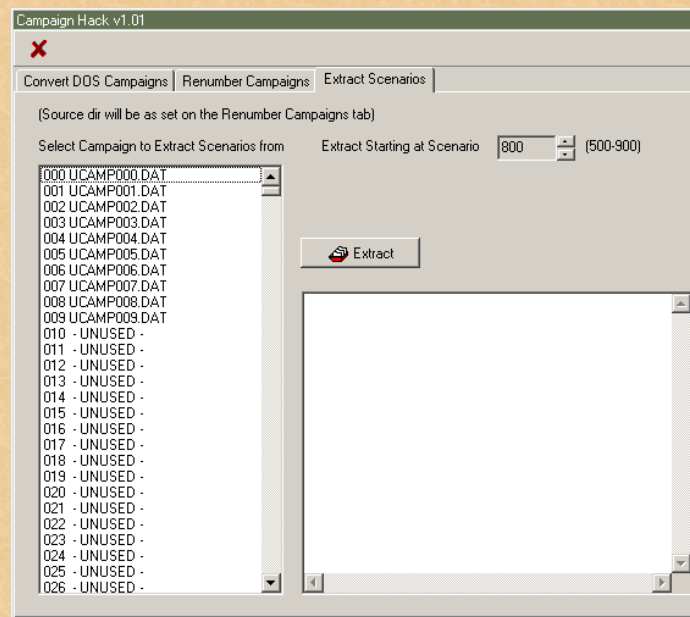 Campaign Hack v1.01
Convert DOS Campaigns
Renumber Campaigns
Extract Scenarios
(Source dir will be as set on the Renumber Campaigns tab)
Select Campaign to Extract Scenarios from
Extract Starting at Scenario
800
(500-900)
000 UCAMP000.DAT
001 UCAMP001.DAT
002 UCAMP002.DAT
003 UCAMP003.DAT
004 UCAMP004.DAT
005 UCAMP005.DAT
006 UCAMP006.DAT
007 UCAMP007.DAT
008 UCAMP008.DAT
009 UCAMP009.DAT
010 - UNUSED -
011 - UNUSED -
012 - UNUSED -
013 - UNUSED -
014 - UNUSED -
015 - UNUSED -
016 - UNUSED -
017 - UNUSED -
018 - UNUSED -
019 - UNUSED -
020 - UNUSED -
021 - UNUSED -
022 - UNUSED -
023 - UNUSED -
024 - UNUSED -
025 - UNUSED -
026 - UNUSED -
Extract